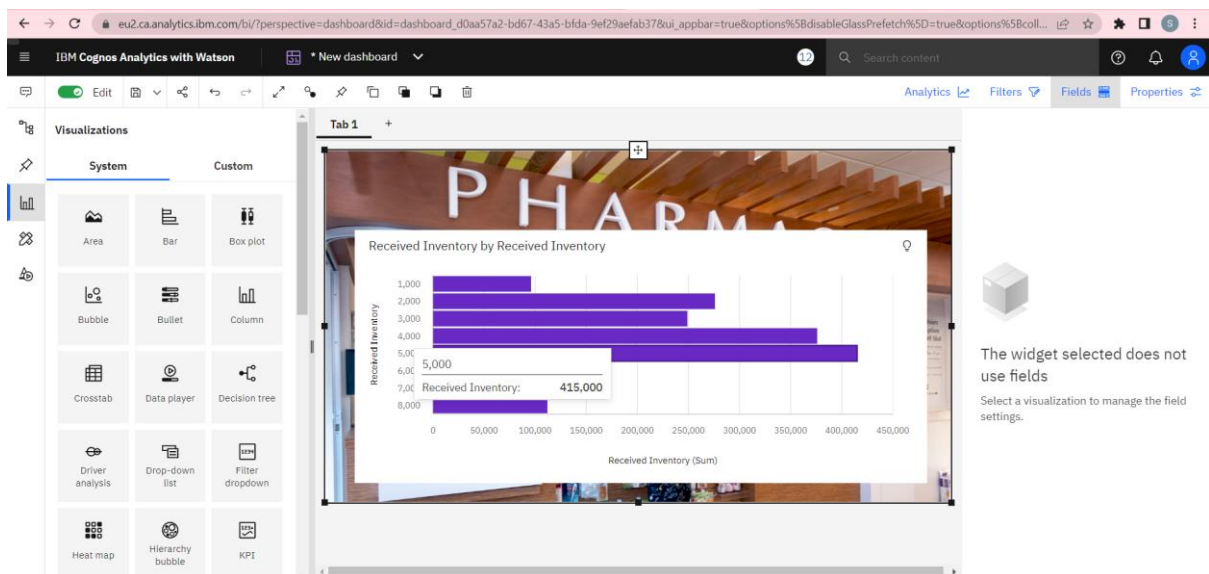 eu2.ca.analytics.ibm.com/bi/?perspective=dashboard&id=dashboard_d0aa57a2-bd67-43a5-bfda-9ef29aefab37&ui_appbar=true&options%5BdisableGlassPrefetch%5D=true&options%5Bcoll...
S
IBM Cognos Analytics with Watson
* New dashboard
12
Search content
Edit
Analytics
Filters
Fields
Properties
Visualizations
System
Custom
Area
Bar
Box plot
Bubble
Bullet
Column
Crosstab
Data player
Decision tree
Driver analysis
Drop-down list
Filter dropdown
Heat map
Hierarchy bubble
KPI
Tab 1
+
PHARMAC
Received Inventory by Received Inventory
Received Inventory
1,000
2,000
3,000
4,000
5,00
6,00
7,00
8,000
5,000
Received Inventory: 415,000
0 50,000 100,000 150,000 200,000 250,000 300,000 350,000 400,000 450,000
Received Inventory (Sum)
The widget selected does not
use fields
Select a visualization to manage the field
settings.